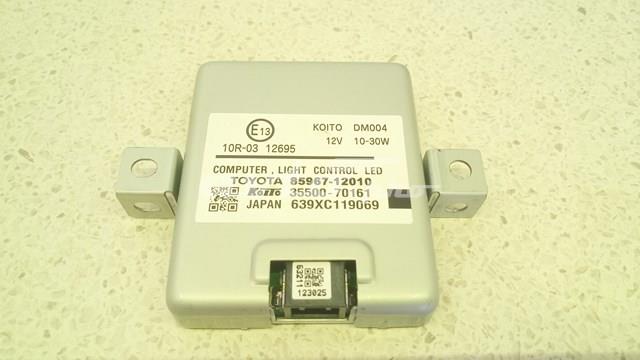 E13
KOITO DM004
10R-03 12695
12V 10-30W
COMPUTER, LIGHT CONTROL LED
TOYOTA 85967-12010
KOITO 35500-70161
JAPAN 639XC119069
63211
123025